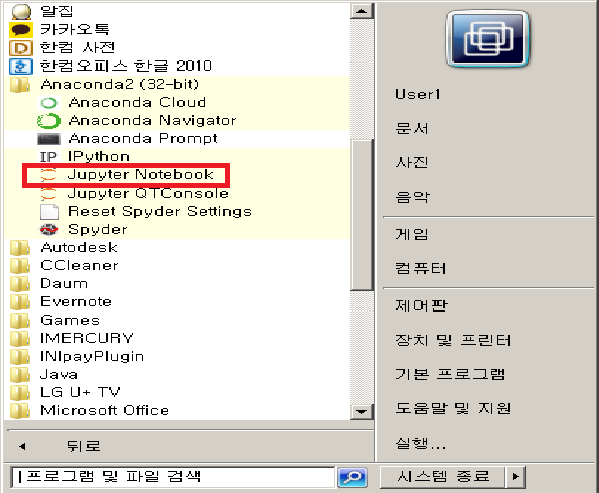 알집
카카오톡
한컴 사전
한컴오피스 한글 2010
Anaconda2 (32-bit)
Anaconda Cloud
Anaconda Navigator
Anaconda Prompt
IP IPython
Jupyter Notebook
Jupyter QTConsole
Reset Spyder Settings
Spyder
Autodesk
CCleaner
Daum
Evernote
Games
IMERCURY
INIpayPlugin
Java
LG U+ TV
Microsoft Office
뒤로
프로그램 및 파일 검색
User1
문서
사진
음악
게임
컴퓨터
제어판
장치 및 프린터
기본 프로그램
도움말 및 지원
실행...
시스템 종료